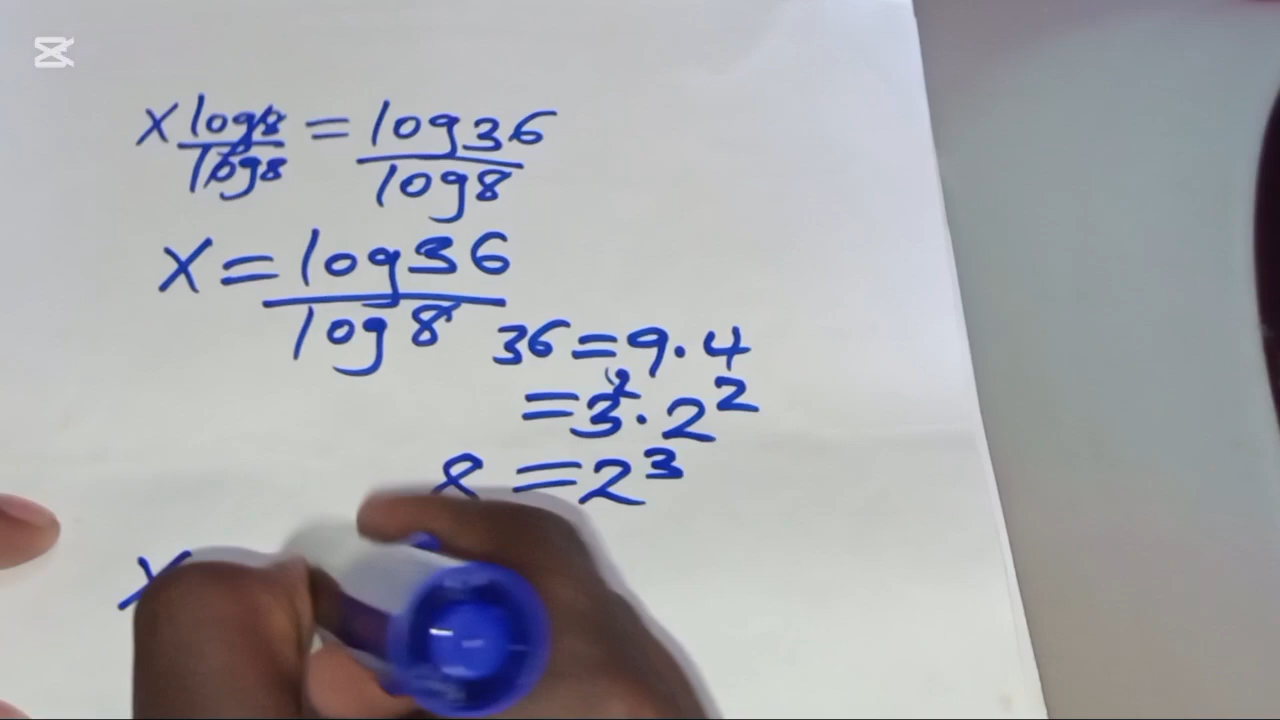 x log8/log8 = log36/log8
x = log36/log8
36 = 9.4
= 3².2²
8 = 2³
x